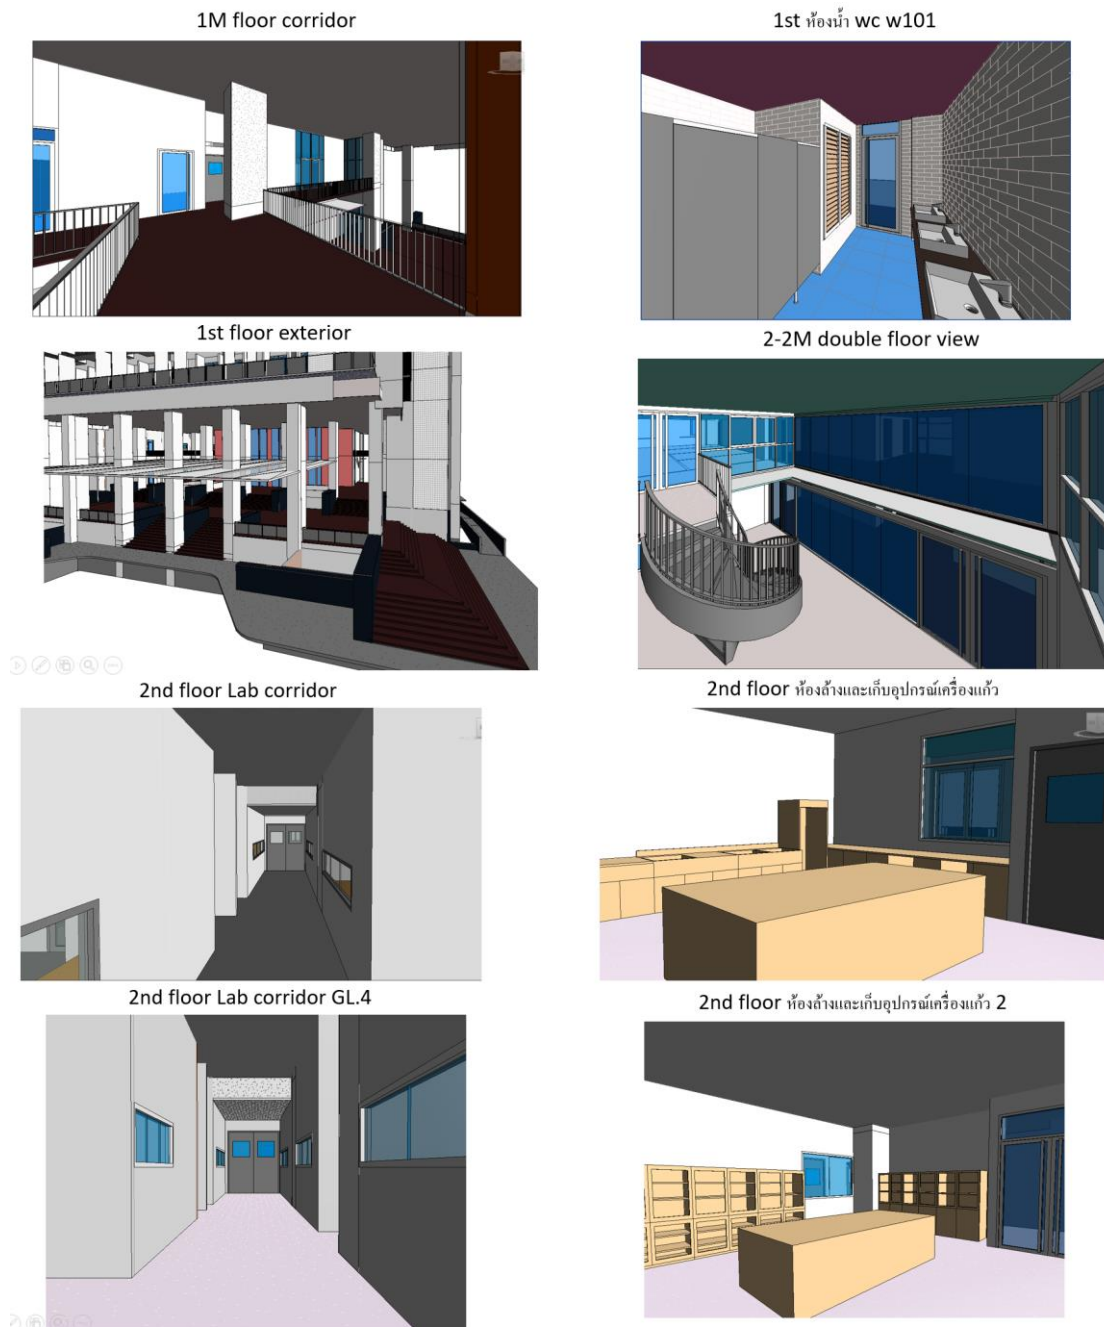 1M floor corridor
1st ห้องน้ำ wc w101
1st floor exterior
2-2M double floor view
2nd floor Lab corridor
2nd floor ห้องล้างและเก็บอุปกรณ์เครื่องแก้ว
2nd floor Lab corridor GL.4
2nd floor ห้องล้างและเก็บอุปกรณ์เครื่องแก้ว 2